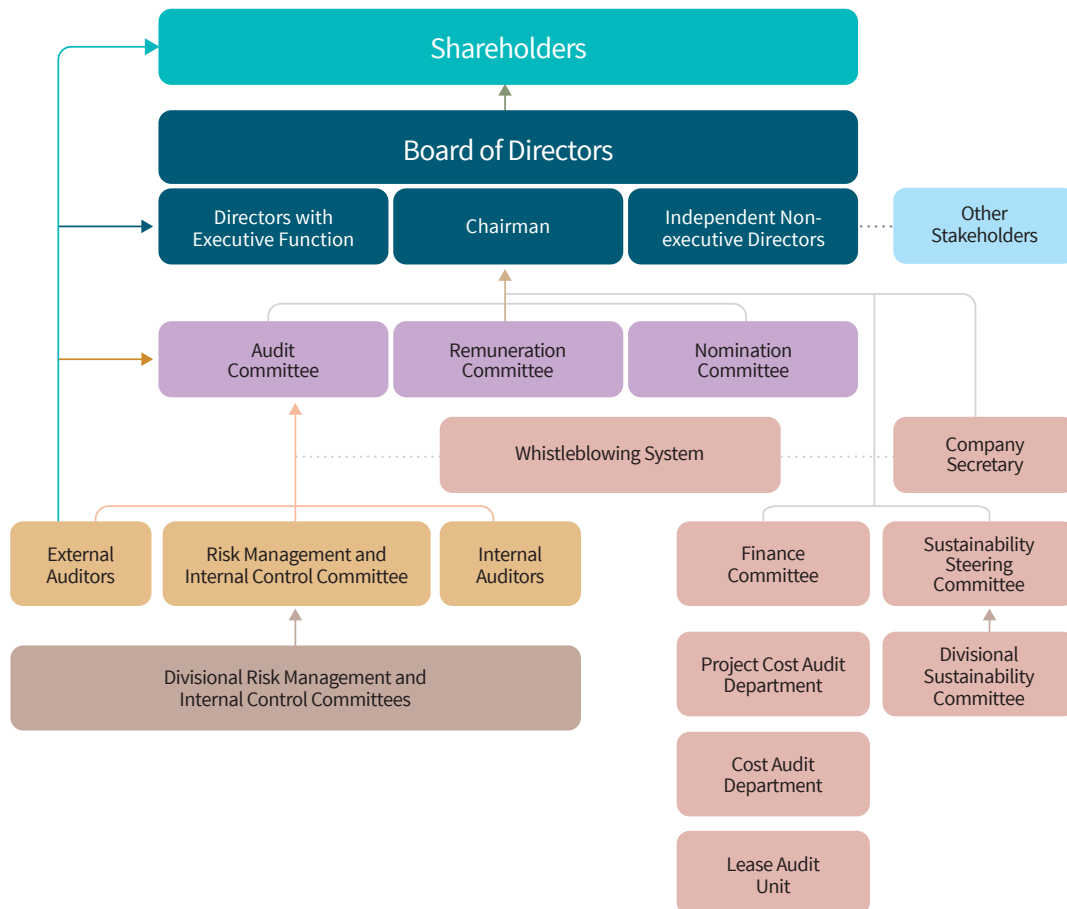 Shareholders
Board of Directors
Directors with
Executive Function
Chairman
Independent Non-
executive Directors
Other
Stakeholders
Audit
Committee
Remuneration
Committee
Nomination
Committee
Whistleblowing System
Company
Secretary
External
Auditors
Risk Management and
Internal Control Committee
Internal
Auditors
Finance
Committee
Sustainability
Steering
Committee
Divisional Risk Management and
Internal Control Committees
Project Cost Audit
Department
Divisional
Sustainability
Committee
Cost Audit
Department
Lease Audit
Unit